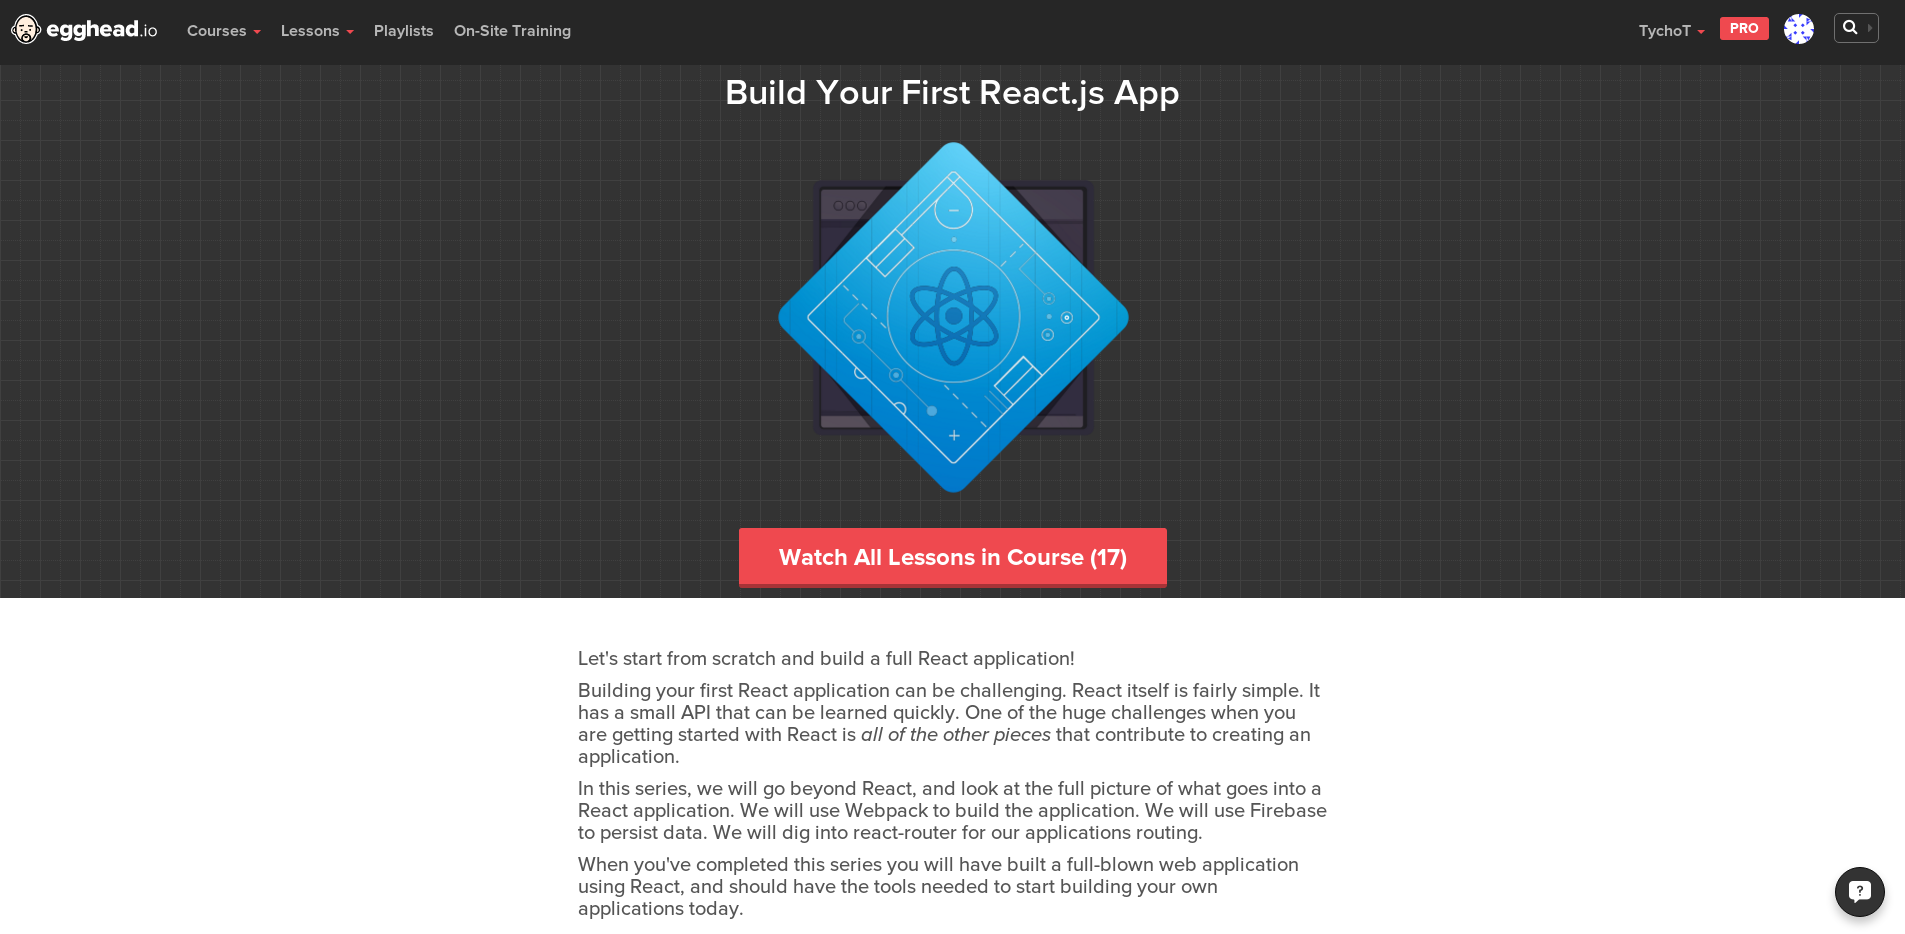 egghead.io
Courses
Lessons
Playlists
On-Site Training
TychoT
PRO
Build Your First React.js App
Watch All Lessons in Course (17)
Let's start from scratch and build a full React application!
Building your first React application can be challenging. React itself is fairly simple. It
has a small API that can be learned quickly. One of the huge challenges when you
are getting started with React is all of the other pieces that contribute to creating an
application.
In this series, we will go beyond React, and look at the full picture of what goes into a
React application. We will use Webpack to build the application. We will use Firebase
to persist data. We will dig into react-router for our applications routing.
When you've completed this series you will have built a full-blown web application
using React, and should have the tools needed to start building your own
applications today.